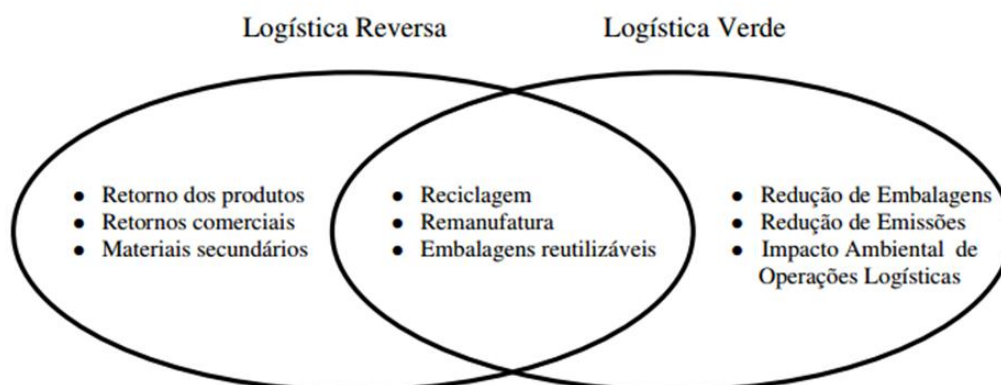 Logística Reversa
Logística Verde
● Retorno dos produtos
● Retornos comerciais
● Materiais secundários
● Reciclagem
● Remanufatura
● Embalagens reutilizáveis
● Redução de Embalagens
● Redução de Emissões
● Impacto Ambiental de
Operações Logísticas